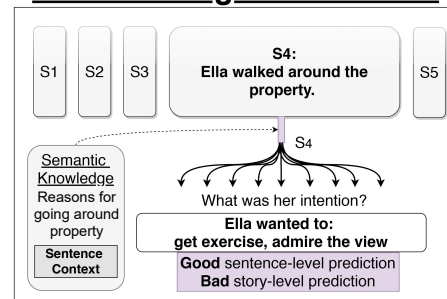 S1
S2
S3
S4:
Ella walked around the
property.
S5
S4
Semantic
Knowledge
Reasons for
going around
property
Sentence
Context
What was her intention?
Ella wanted to:
get exercise, admire the view
Good sentence-level prediction
Bad story-level prediction